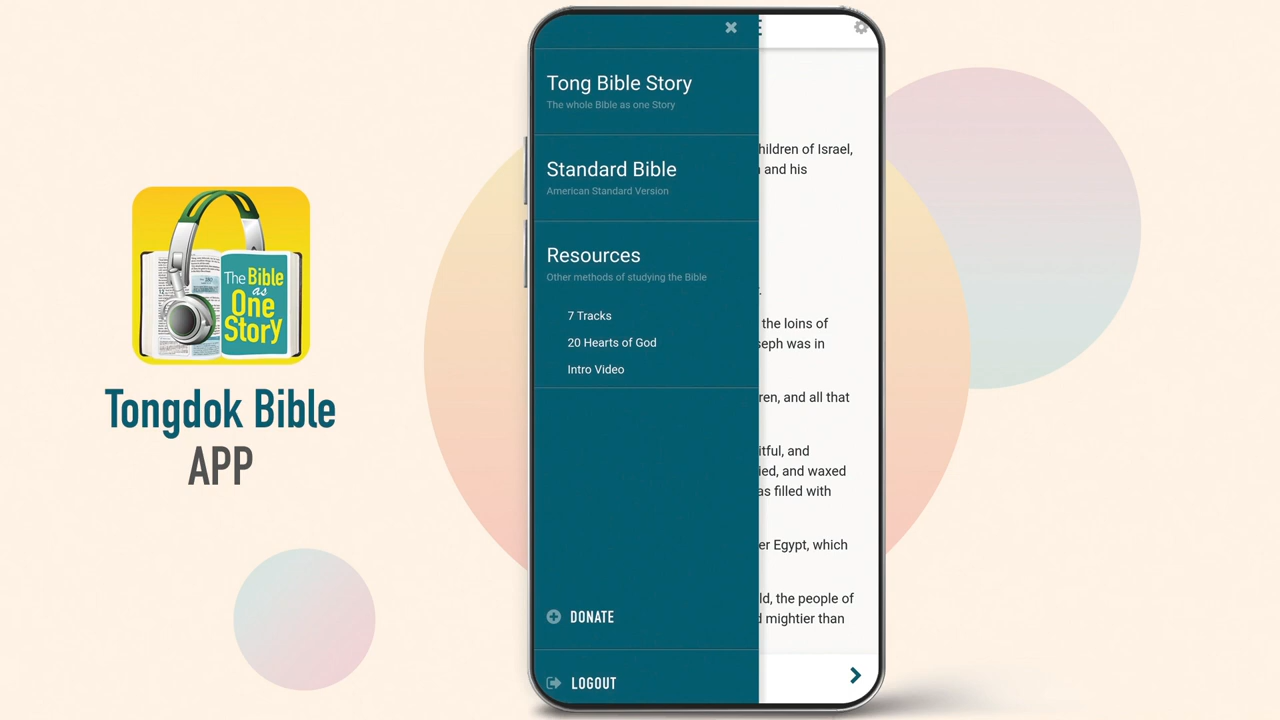 The Bible
as
One
Story
Tongdok Bible
APP
Tong Bible Story
The whole Bible as one Story
Standard Bible
American Standard Version
Resources
Other methods of studying the Bible
7 Tracks
20 Hearts of God
Intro Video
DONATE
LOGOUT
hildren of Israel,
and his
the loins of
seph was in
ren, and all that
itful, and
ied, and waxed
as filled with
er Egypt, which
ld, the people of
mightier than